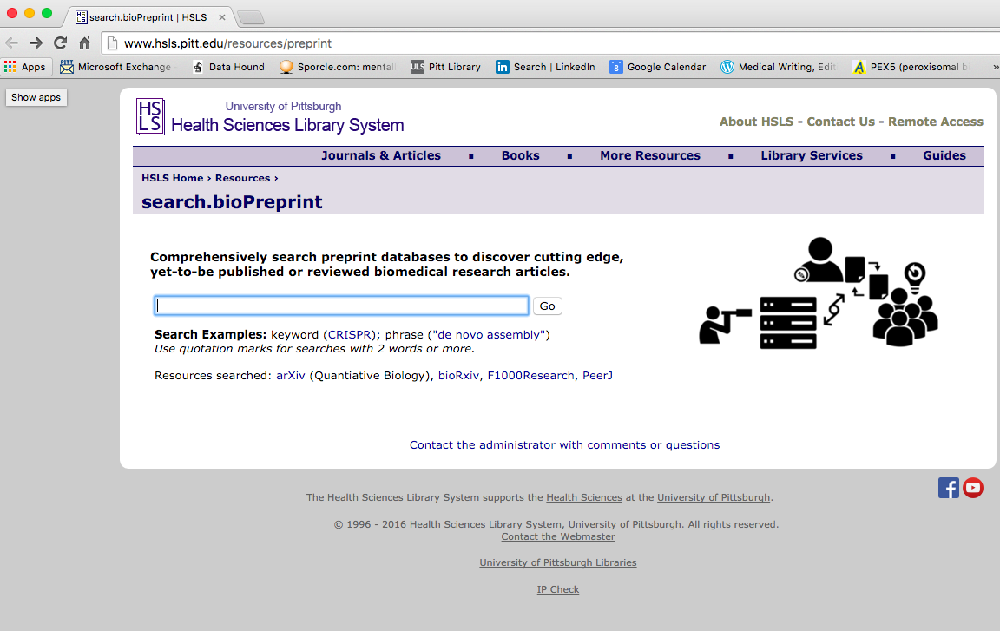 search.bioPreprint | HSLS
www.hsls.pitt.edu/resources/preprint
Apps PITT Microsoft Exchange Data Hound Sporcle.com: mental ULS Pitt Library in Search | LinkedIn 8 Google Calendar Medical Writing, Edit A PEX5 (peroxisomal b »
Show apps
HS
LS
University of Pittsburgh
Health Sciences Library System
About HSLS - Contact Us - Remote Access
Journals & Articles ▪ Books ▪ More Resources ▪ Library Services ▪ Guides
HSLS Home › Resources ›
search.bioPreprint
Comprehensively search preprint databases to discover cutting edge,
yet-to-be published or reviewed biomedical research articles.
Go
Search Examples: keyword (CRISPR); phrase ("de novo assembly")
Use quotation marks for searches with 2 words or more.
Resources searched: arXiv (Quantiative Biology), bioRxiv, F1000Research, PeerJ
Contact the administrator with comments or questions
The Health Sciences Library System supports the Health Sciences at the University of Pittsburgh.
© 1996 - 2016 Health Sciences Library System, University of Pittsburgh. All rights reserved.
Contact the Webmaster
University of Pittsburgh Libraries
IP Check